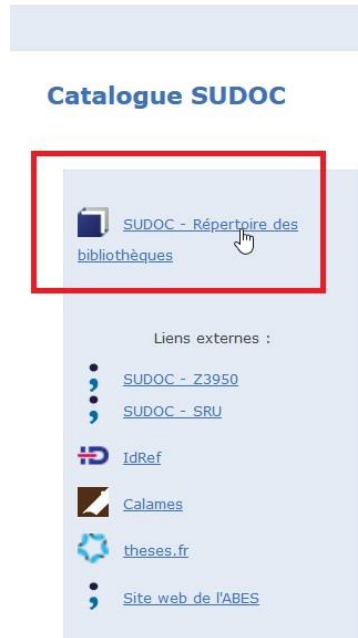 Catalogue SUDOC
SUDOC - Répertoire des
bibliothèques
Liens externes :
SUDOC - Z3950
SUDOC - SRU
IdRef
Calames
theses.fr
Site web de l'ABES